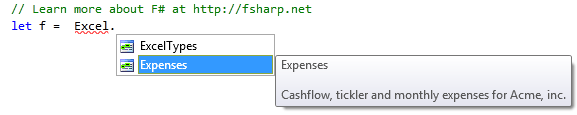 // Learn more about F# at http://fsharp.net
let f = Excel.
ExcelTypes
Expenses
Expenses
Cashflow, tickler and monthly expenses for Acme, inc.